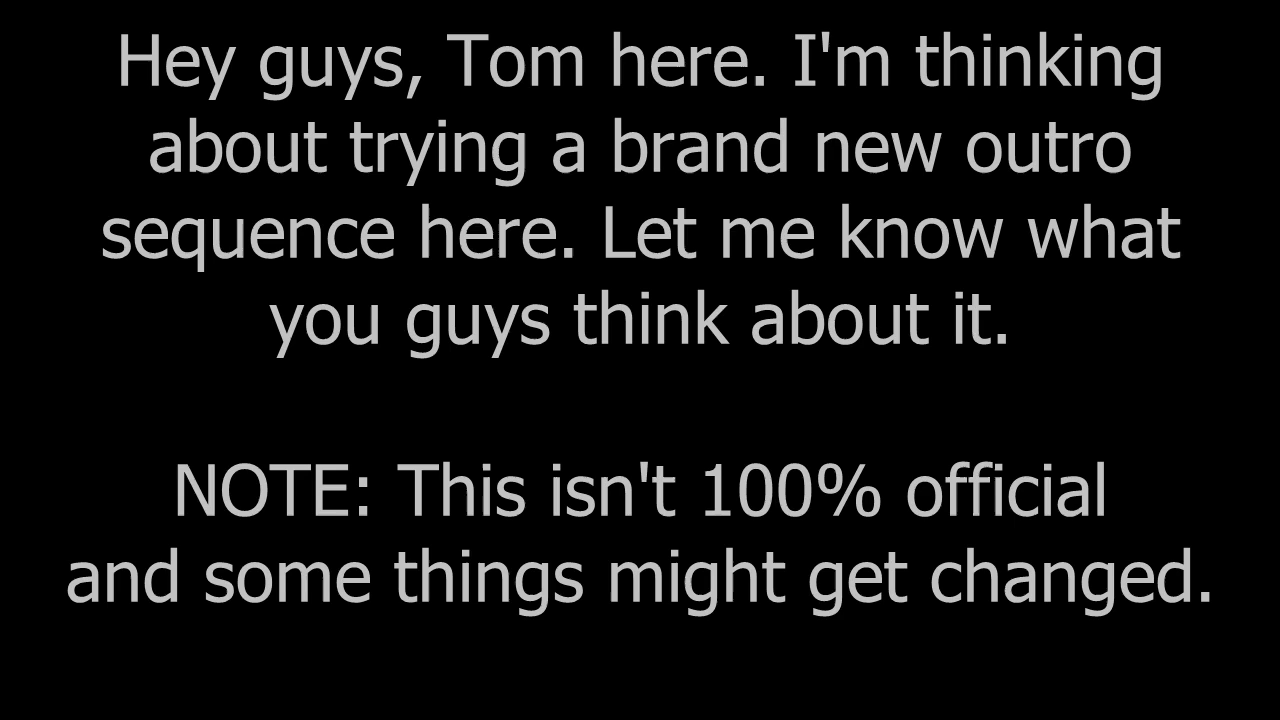 Hey guys, Tom here. I'm thinking
about trying a brand new outro
sequence here. Let me know what
you guys think about it.
NOTE: This isn't 100% official
and some things might get changed.